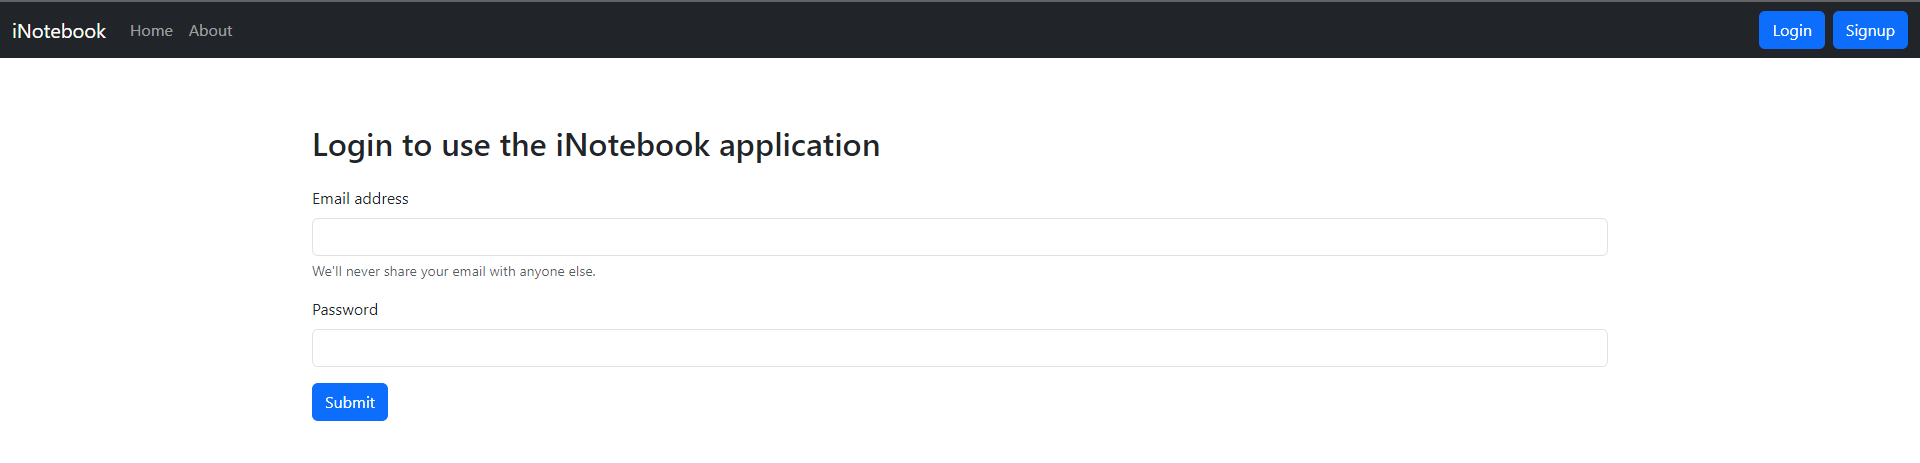 iNotebook Home About Login Signup
Login to use the iNotebook application
Email address
We'll never share your email with anyone else.
Password
Submit